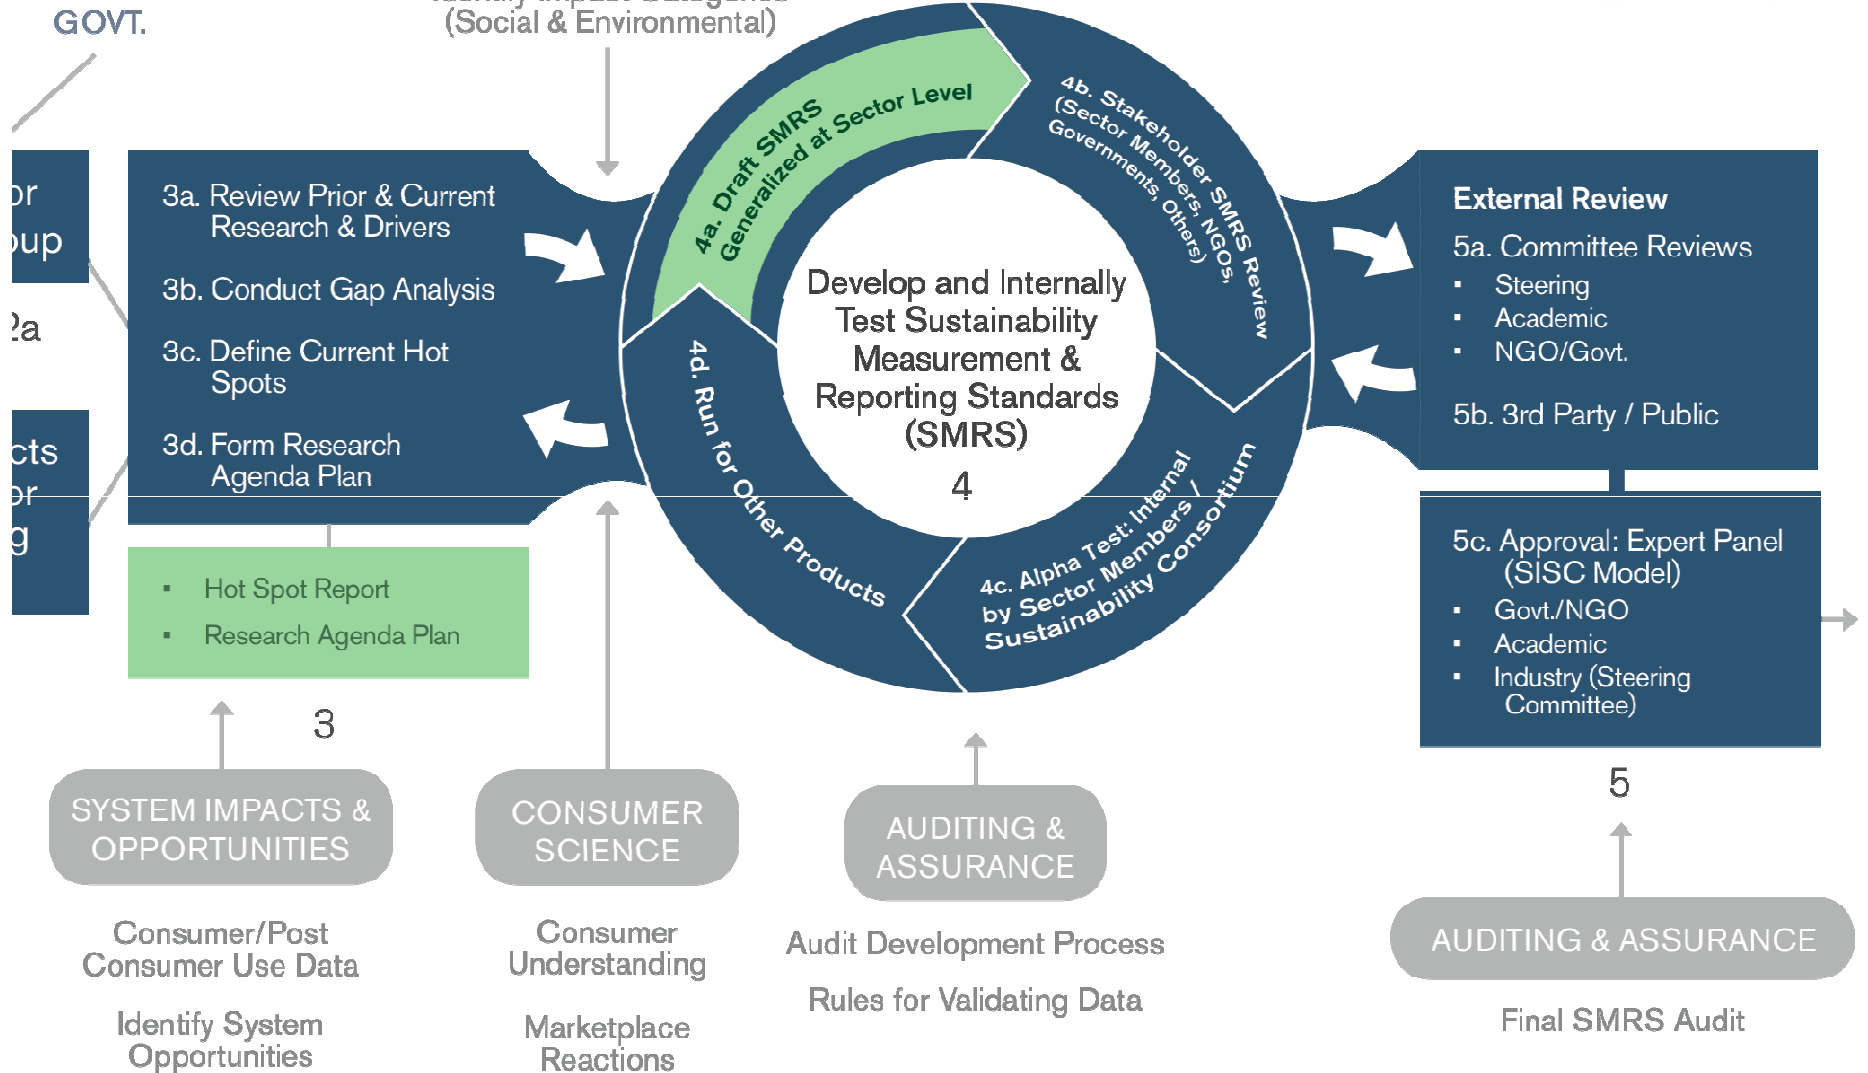 GOVT.
(Social & Environmental)
or
oup
2a
cts
or
g
3a. Review Prior & Current
Research & Drivers
3b. Conduct Gap Analysis
3c. Define Current Hot
Spots
3d. Form Research
Agenda Plan
▪ Hot Spot Report
▪ Research Agenda Plan
3
SYSTEM IMPACTS &
OPPORTUNITIES
Consumer/Post
Consumer Use Data
Identify System
Opportunities
CONSUMER
SCIENCE
Consumer
Understanding
Marketplace
Reactions
4a. Draft SMRS
Generalized at Sector Level
4b. Stakeholder SMRS Review
(Sector Members, NGOs,
Governments, Others)
4c. Alpha Test: Internal
by Sector Members /
Sustainability Consortium
4d. Run for Other Products
Develop and Internally
Test Sustainability
Measurement &
Reporting Standards
(SMRS)
4
AUDITING &
ASSURANCE
Audit Development Process
Rules for Validating Data
External Review
5a. Committee Reviews
▪ Steering
▪ Academic
▪ NGO/Govt.
5b. 3rd Party / Public
5c. Approval: Expert Panel
(SISC Model)
▪ Govt./NGO
▪ Academic
▪ Industry (Steering
Committee)
5
AUDITING & ASSURANCE
Final SMRS Audit